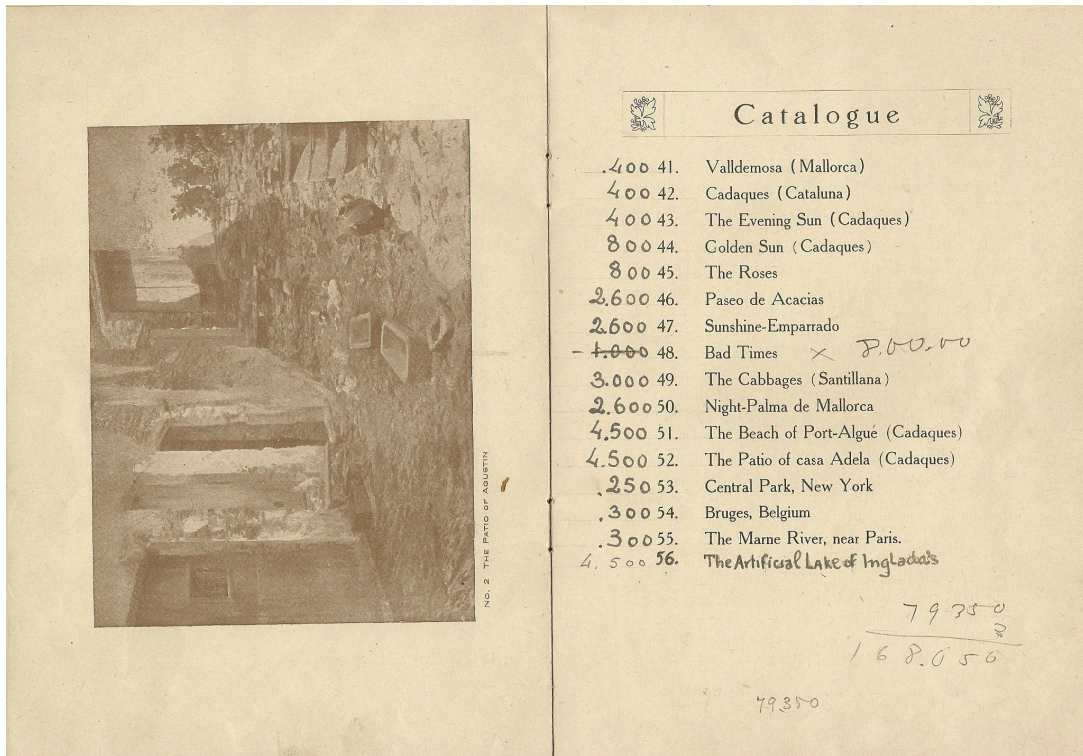 No. 2 THE PATIO OF AGUSTIN
Catalogue
.400 41. Valldemosa (Mallorca)
400 42. Cadaques (Cataluna)
400 43. The Evening Sun (Cadaques)
800 44. Golden Sun (Cadaques)
800 45. The Roses
2.600 46. Paseo de Acacias
2.600 47. Sunshine-Emparrado
- 1.000 48. Bad Times x 8.00.00
3.000 49. The Cabbages (Santillana)
2.600 50. Night-Palma de Mallorca
4.500 51. The Beach of Port-Algué (Cadaques)
4.500 52. The Patio of casa Adela (Cadaques)
.250 53. Central Park, New York
.300 54. Bruges, Belgium
.300 55. The Marne River, near Paris.
4.500 56. The Artificial Lake of Inglada's
79350
168.050
79350